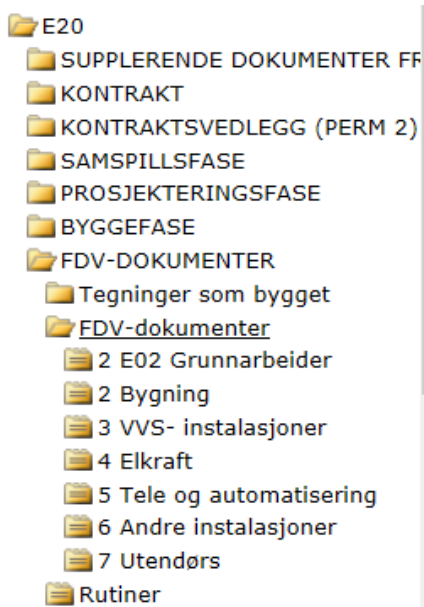 E20
SUPPLERENDE DOKUMENTER FR
KONTRAKT
KONTRAKTSVEDLEGG (PERM 2)
SAMSPILLSFASE
PROSJEKTERINGSFASE
BYGGEFASE
FDV-DOKUMENTER
Tegninger som bygget
FDV-dokumenter
2 E02 Grunnarbeider
2 Bygning
3 VVS- instalasjoner
4 Elkraft
5 Tele og automatisering
6 Andre instalasjoner
7 Utendørs
Rutiner